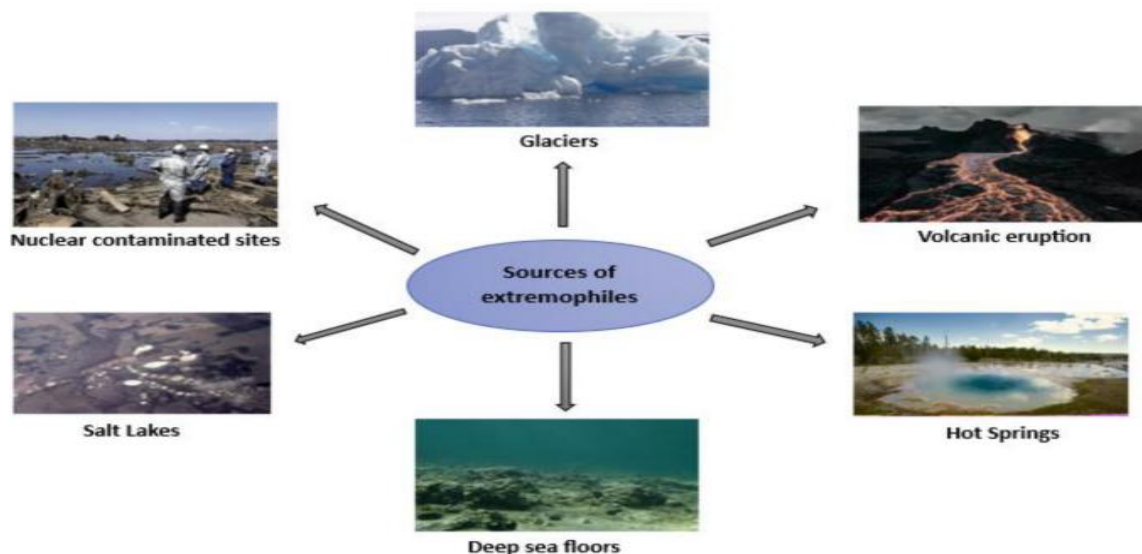 Glaciers
Nuclear contaminated sites
Volcanic eruption
Sources of
extremophiles
Salt Lakes
Hot Springs
Deep sea floors